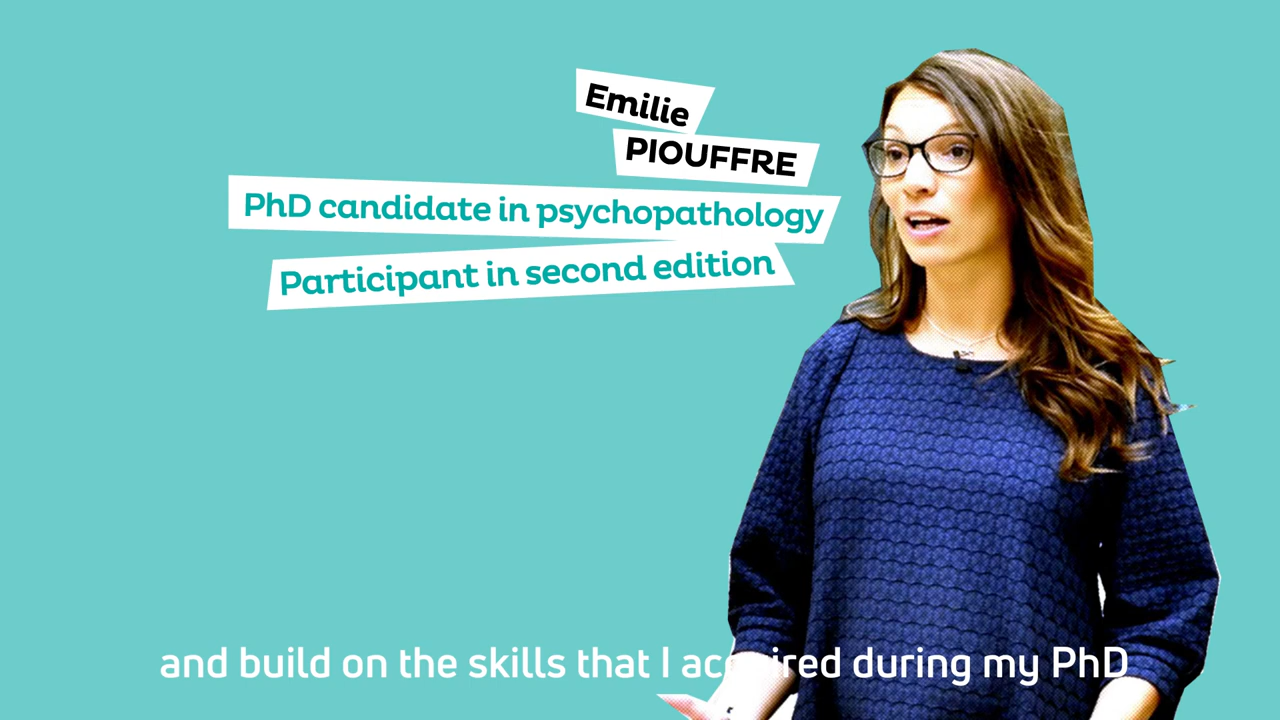 Emilie
PIOUFFRE
PhD candidate in psychopathology
Participant in second edition
and build on the skills that I acquired during my PhD